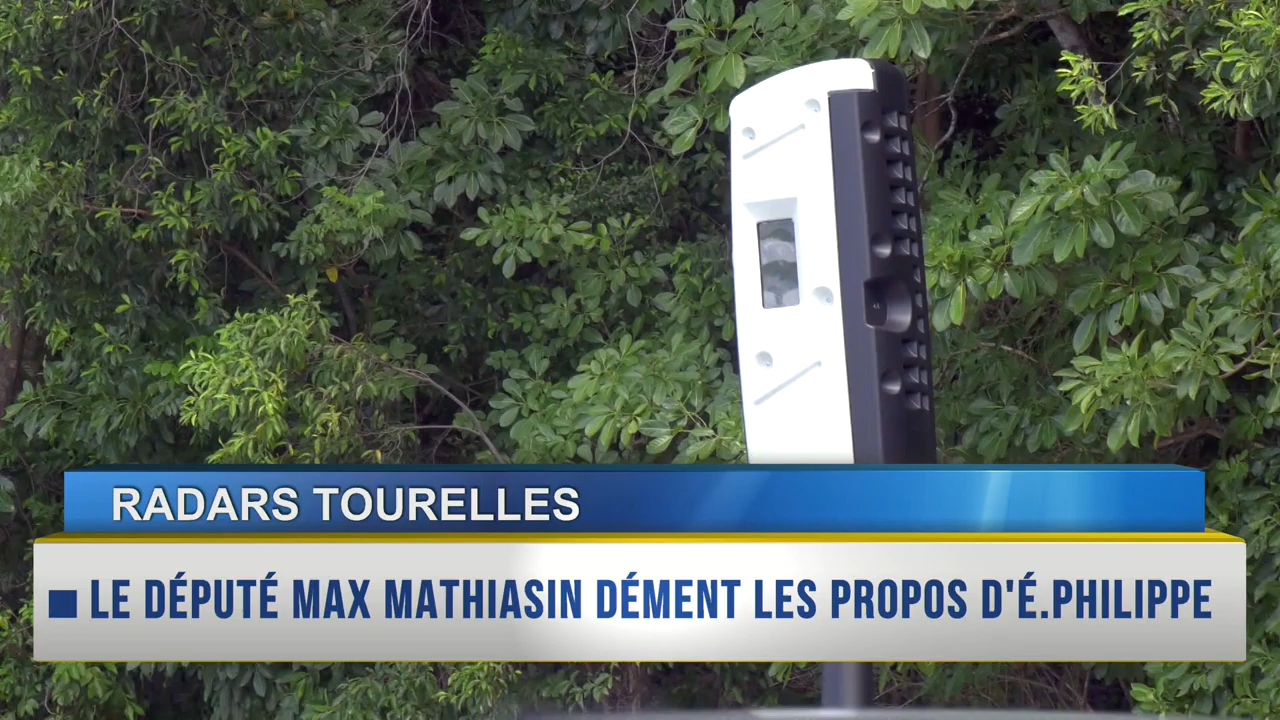 RADARS TOURELLES
LE DÉPUTÉ MAX MATHIASIN DÉMENT LES PROPOS D'É.PHILIPPE